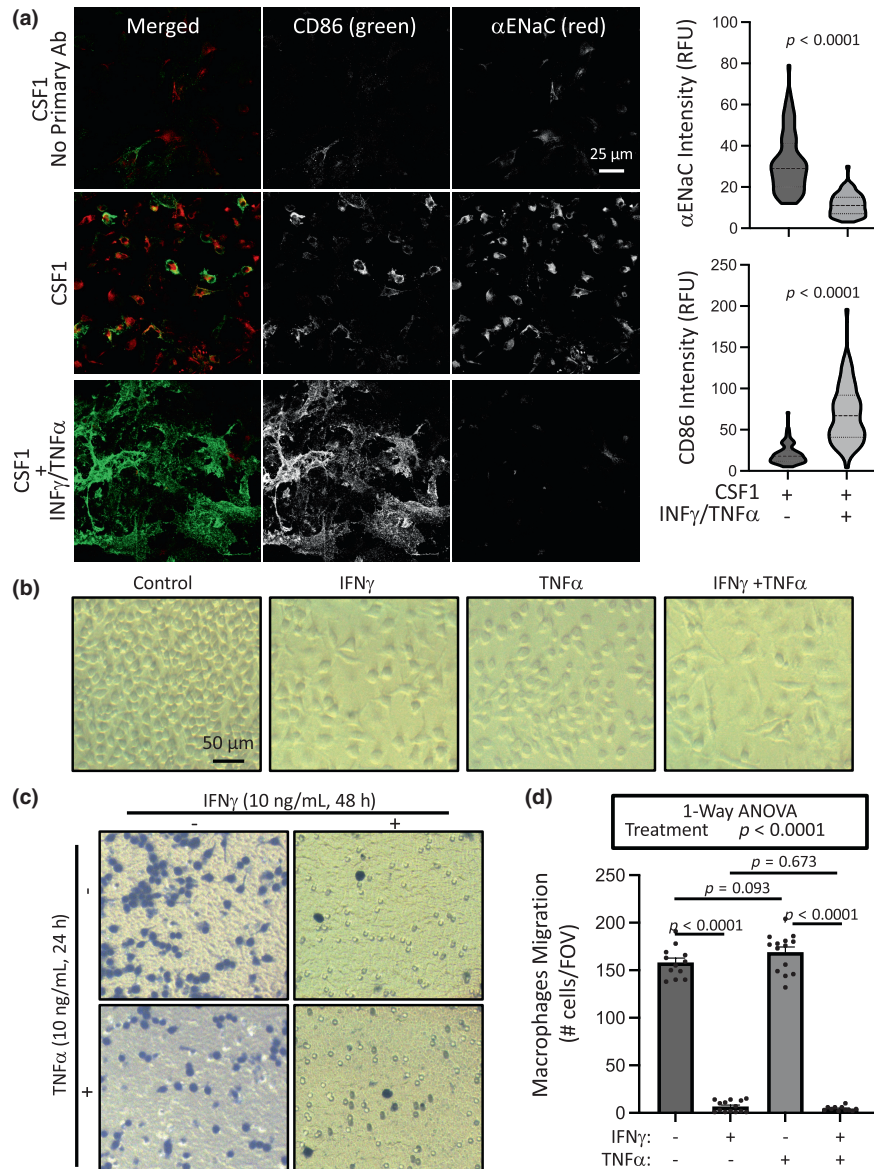 (a)
Merged
CD86 (green)
αENaC (red)
CSF1
No Primary Ab
25 μm
CSF1
CSF1
+
INFγ/TNFα
αENaC Intensity (RFU)
100
80
60
40
20
0
p < 0.0001
CD86 Intensity (RFU)
250
200
150
100
50
0
p < 0.0001
CSF1 + +
INFγ/TNFα - +
(b)
Control
IFNγ
TNFα
IFNγ +TNFα
50 μm
(c)
IFNγ (10 ng/mL, 48 h)
- +
TNFα (10 ng/mL, 24 h)
-
+
(d)
1-Way ANOVA
Treatment p < 0.0001
p = 0.673
p = 0.093
p < 0.0001
p < 0.0001
Macrophages Migration
(# cells/FOV)
250
200
150
100
50
0
IFNγ: - + - +
TNFα: - - + +